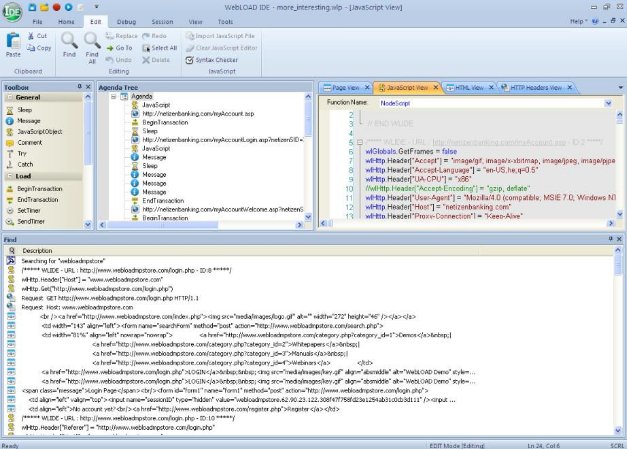 IDE
WebLOAD IDE - more_interesting.wlp - [JavaScript View]
File Home Edit Debug Session View Tools
Help
Paste
Cut
Copy
Clipboard
Find
Find All
Replace
Go To
Undo
Redo
Select All
Delete
Editing
Import JavaScript File
Clear JavaScript Editor
Syntax Checker
JavaScript
Toolbox
General
Sleep
Message
JavaScriptObject
Comment
Try
Catch
Load
BeginTransaction
EndTransaction
SetTimer
SendTimer
Agenda Tree
Agenda
JavaScript
http://netizenbanking.com/myAccount.asp
BeginTransaction
Sleep
http://netizenbanking.com/myAccountLogin.asp?netizenSID=
JavaScript
Message
Message
Sleep
Message
Message
EndTransaction
http://netizenbanking.com/myAccountWelcome.asp?netizenS
Page View JavaScript View HTML View HTTP Headers View
Function Name: NodeScript
2
3 // END WLIDE
4
5 /***** WLIDE - URL : http://netizenbanking.com/myAccount.asp - ID:2 *****/
6 wlGlobals.GetFrames = false
7 wlHttp.Header["Accept"] = "image/gif, image/x-xbitmap, image/jpeg, image/pjpe
8 wlHttp.Header["Accept-Language"] = "en-US,he;q=0.5"
9 wlHttp.Header["UA-CPU"] = "x86"
10 //wlHttp.Header["Accept-Encoding"] = "gzip, deflate"
11 wlHttp.Header["User-Agent"] = "Mozilla/4.0 (compatible; MSIE 7.0; Windows N
12 wlHttp.Header["Host"] = "netizenbanking.com"
13 wlHttp.Header["Proxy-Connection"] = "Keep-Alive"
Find
Description
Searching for "webloadmpstore"
/***** WLIDE - URL : http://www.webloadmpstore.com/login.php - ID:8 *****/
wlHttp.Header["Host"] = "www.webloadmpstore.com"
wlHttp.Get("http://www.webloadmpstore.com/login.php")
Request GET http://www.webloadmpstore.com/login.php HTTP/1.1
Request Host: www.webloadmpstore.com
<br /><a href="http://www.webloadmpstore.com/index.php"><img src="media/images/logo.gif" alt="" width="272" height="46" /></a></a>
<td width="143" align="left"><form name="searchForm" method="post" action="http://www.webloadmpstore.com/search.php">
<td width="81%" align="left" nowrap="nowrap"> <a href="http://www.webloadmpstore.com/category.php?category_id=1">Demos</a>&nbsp;|
<a href="http://www.webloadmpstore.com/category.php?category_id=2">Whitepapers</a>&nbsp;|
<a href="http://www.webloadmpstore.com/category.php?category_id=3">Manuals</a>&nbsp;|
<a href="http://www.webloadmpstore.com/category.php?category_id=4">Webinars</a> </td>
<a href="http://www.webloadmpstore.com/login.php">LOGIN</a>&nbsp;&nbsp;<img src="media/images/key.gif" align="absmiddle" alt="WebLOAD Demo" style=...
<a href="http://www.webloadmpstore.com/login.php">LOGIN</a>&nbsp;&nbsp;<img src="media/images/key.gif" align="absmiddle" alt="WebLOAD Demo" style=...
<span class="message">Login Page</span><br/><form id="form1" name="form1" method="post" action="http://www.webloadmpstore.com/login.php">
<td align="left" valign="top"><input name="sessionID" type="hidden" value="webloadmpstore.62.90.23.122.
<td align="left">No account yet?<br/><a href="http://www.webloadmpstore.com/register.php">Register</a></td>
/***** WLIDE - URL : http://www.webloadmpstore.com/login.php - ID:10 *****/
wlHttp.Header["Referer"] = "http://www.webloadmpstore.com/login.php"
EDIT Mode [Editing] Ln 24, Col 6 SCRL